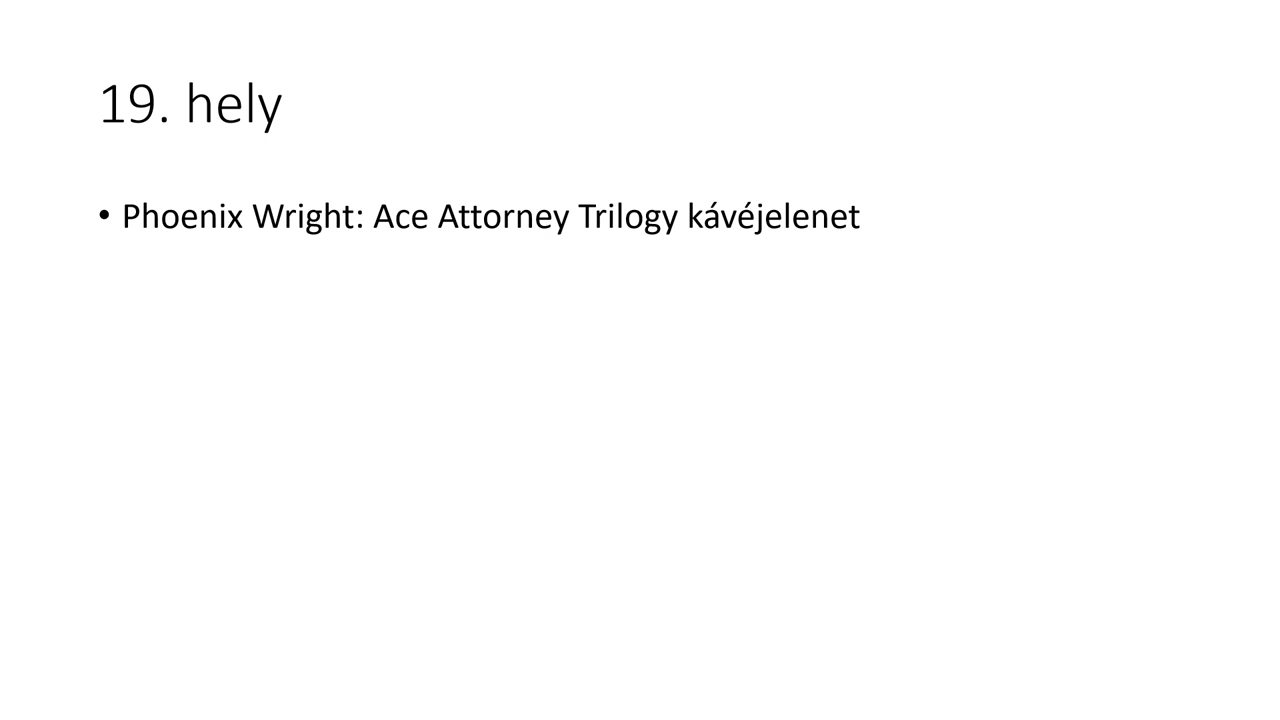 19. hely
• Phoenix Wright: Ace Attorney Trilogy kávéjelenet